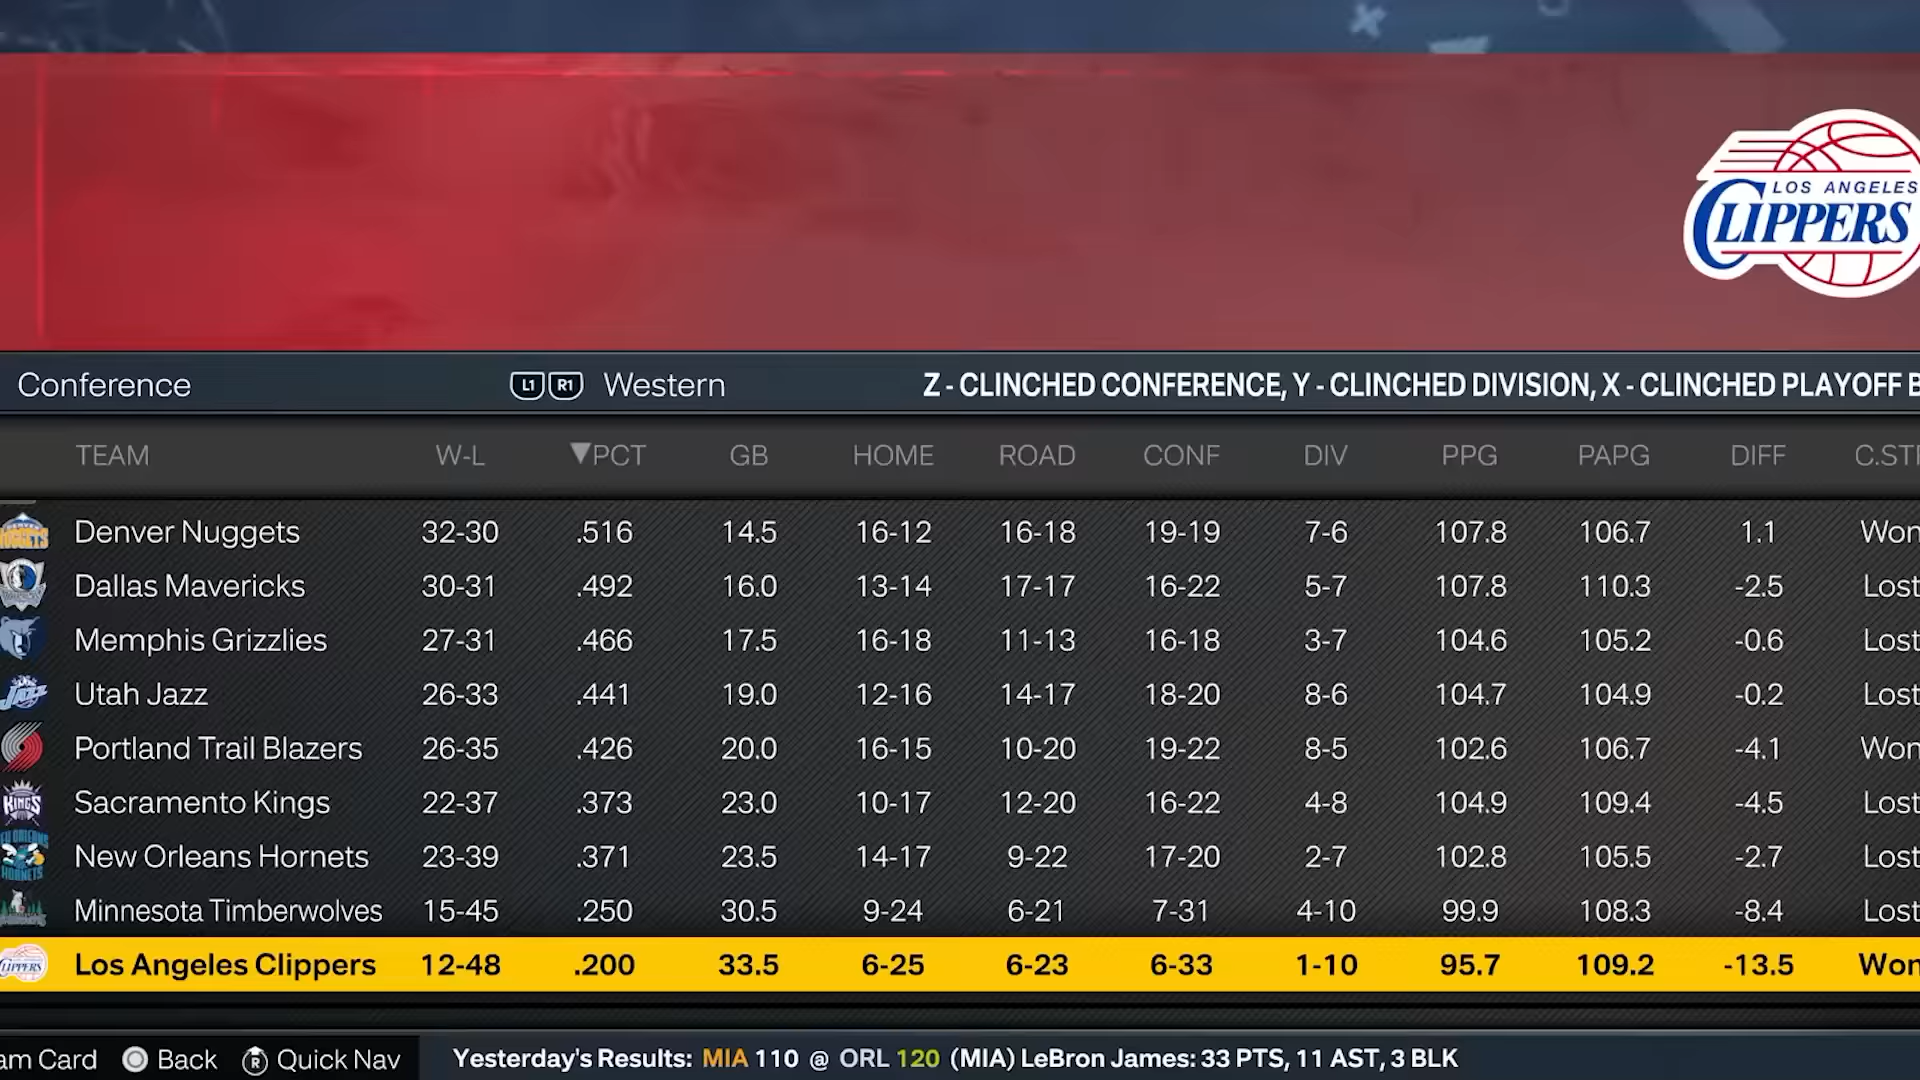 LOS ANGELES
CLIPPERS
Conference L1 R1 Western Z - CLINCHED CONFERENCE, Y - CLINCHED DIVISION, X - CLINCHED PLAYOFF B
TEAM W-L ▼PCT GB HOME ROAD CONF DIV PPG PAPG DIFF C.STR
Denver Nuggets 32-30 .516 14.5 16-12 16-18 19-19 7-6 107.8 106.7 1.1 Won
Dallas Mavericks 30-31 .492 16.0 13-14 17-17 16-22 5-7 107.8 110.3 -2.5 Lost
Memphis Grizzlies 27-31 .466 17.5 16-18 11-13 16-18 3-7 104.6 105.2 -0.6 Lost
JAZZ Utah Jazz 26-33 .441 19.0 12-16 14-17 18-20 8-6 104.7 104.9 -0.2 Lost
Portland Trail Blazers 26-35 .426 20.0 16-15 10-20 19-22 8-5 102.6 106.7 -4.1 Won
KINGS Sacramento Kings 22-37 .373 23.0 10-17 12-20 16-22 4-8 104.9 109.4 -4.5 Lost
New Orleans Hornets 23-39 .371 23.5 14-17 9-22 17-20 2-7 102.8 105.5 -2.7 Lost
Minnesota Timberwolves 15-45 .250 30.5 9-24 6-21 7-31 4-10 99.9 108.3 -8.4 Lost
Los Angeles Clippers 12-48 .200 33.5 6-25 6-23 6-33 1-10 95.7 109.2 -13.5 Won
am Card Back R Quick Nav Yesterday's Results: MIA 110 @ ORL 120 (MIA) LeBron James: 33 PTS, 11 AST, 3 BLK